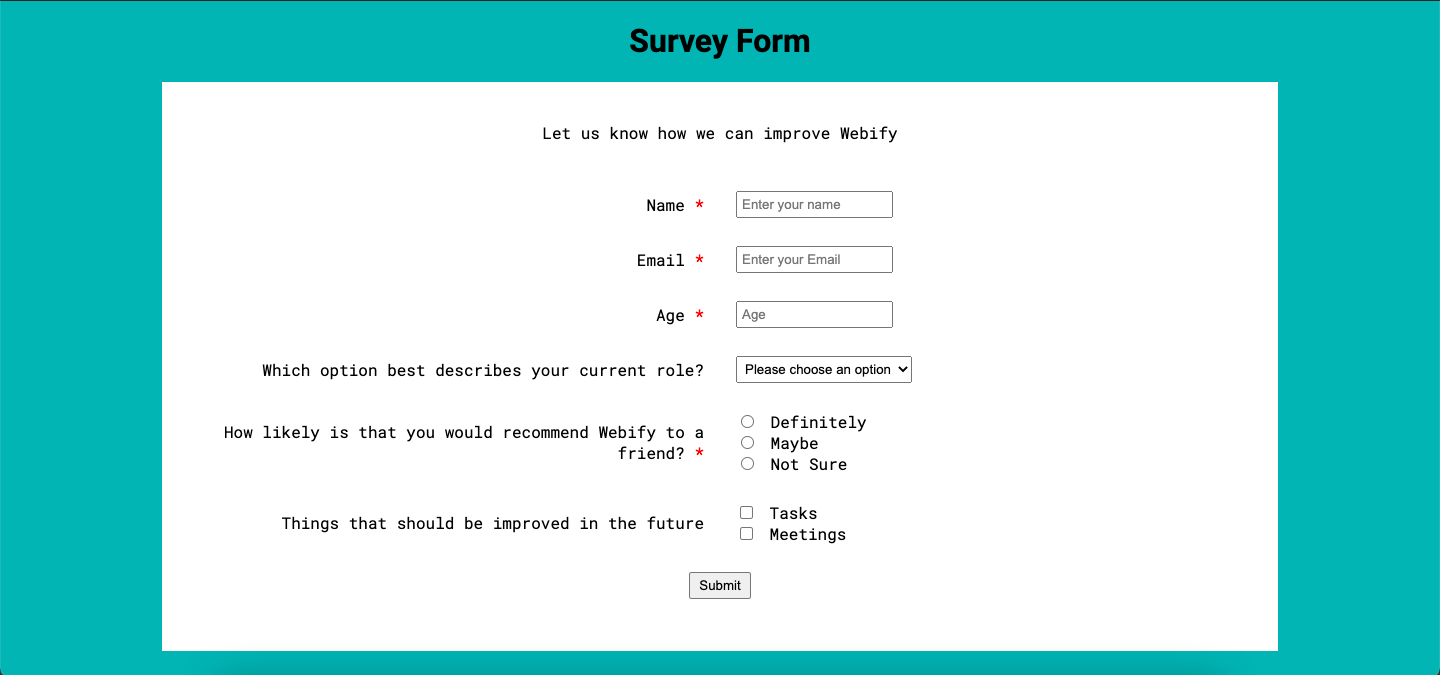 Survey Form
Let us know how we can improve Webify
Name *
Enter your name
Email *
Enter your Email
Age *
Age
Which option best describes your current role?
Please choose an option
How likely is that you would recommend Webify to a
friend? *
Definitely
Maybe
Not Sure
Things that should be improved in the future
Tasks
Meetings
Submit